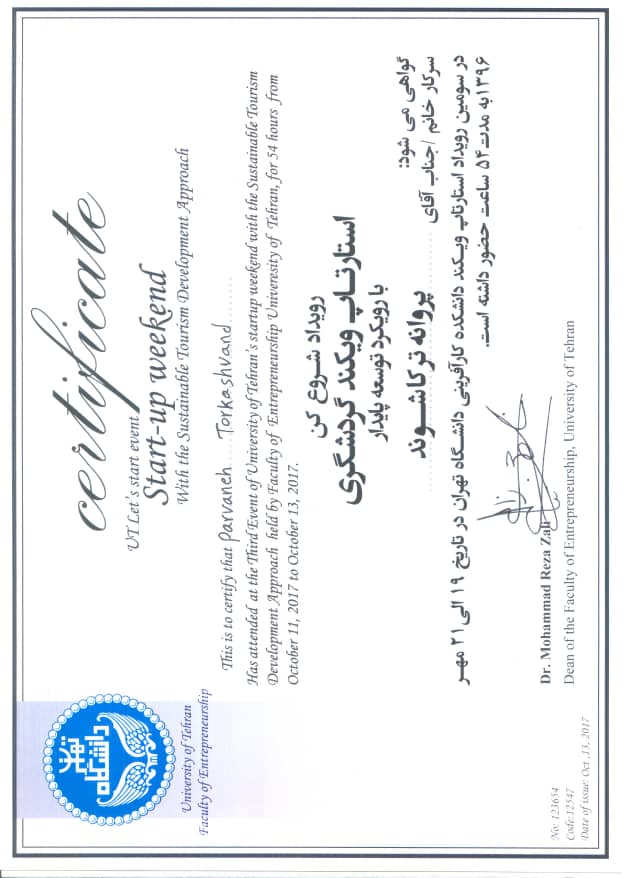 تهران
دانشگاه
University of Tehran
Faculty of Entrepreneurship
certificate
UT Let's start event
Start-up weekend
With the Sustainable Tourism Development Approach
This is to certify that Parvaneh Torkashvand
Has attended at the Third Event of University of Tehran's startup weekend with the Sustainable Tourism
Development Approach held by Faculty of Entrepreneurship Univeresity of Tehran, for 54 hours from
October 11, 2017 to October 13, 2017.
رویداد شروع کن
استارتاپ ویکند گردشگری
با رویکرد توسعه پایدار
گواهی می شود:
سرکار خانم /جناب آقای پروانه ترکاشوند
در سومین رویداد استارتاپ ویکند دانشکده کارآفرینی دانشگاه تهران در تاریخ ۱۹ الی ۲۱ مهر
۱۳۹۶به مدت ۵۴ ساعت حضور داشته است.
Dr. Mohammad Reza Zali
Dean of the Faculty of Entrepreneurship, University of Tehran
No: 123654
Code:12547
Date of issue: Oct ,13, 2017